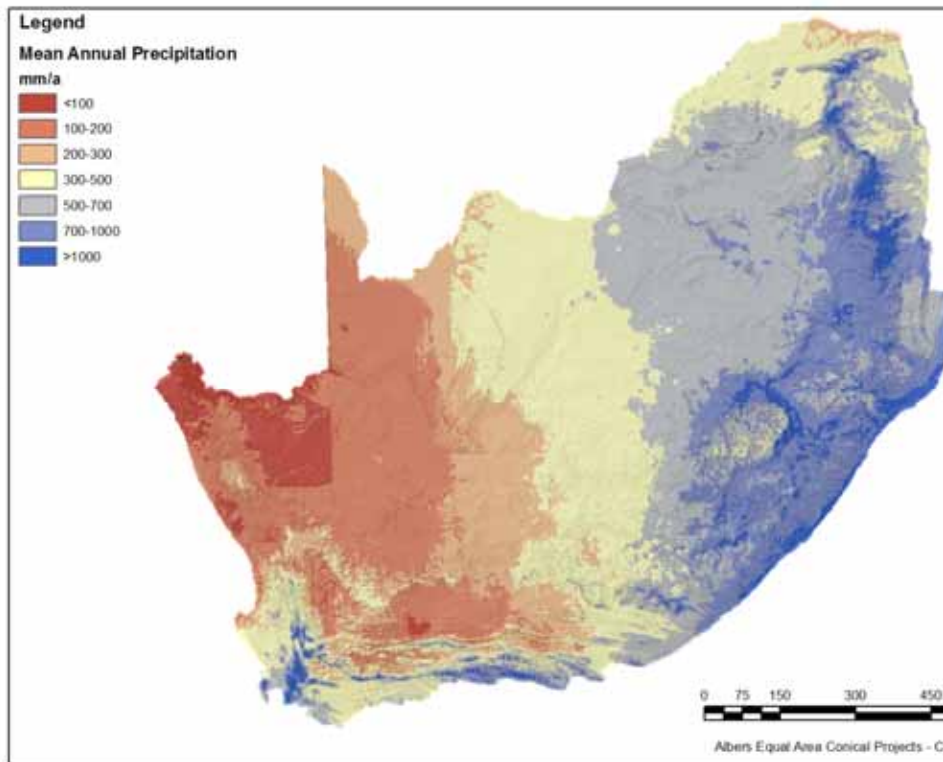 Legend
Mean Annual Precipitation
mm/a
<100
100-200
200-300
300-500
500-700
700-1000
>1000
0 75 150 300 450
Albers Equal Area Conical Projects - C